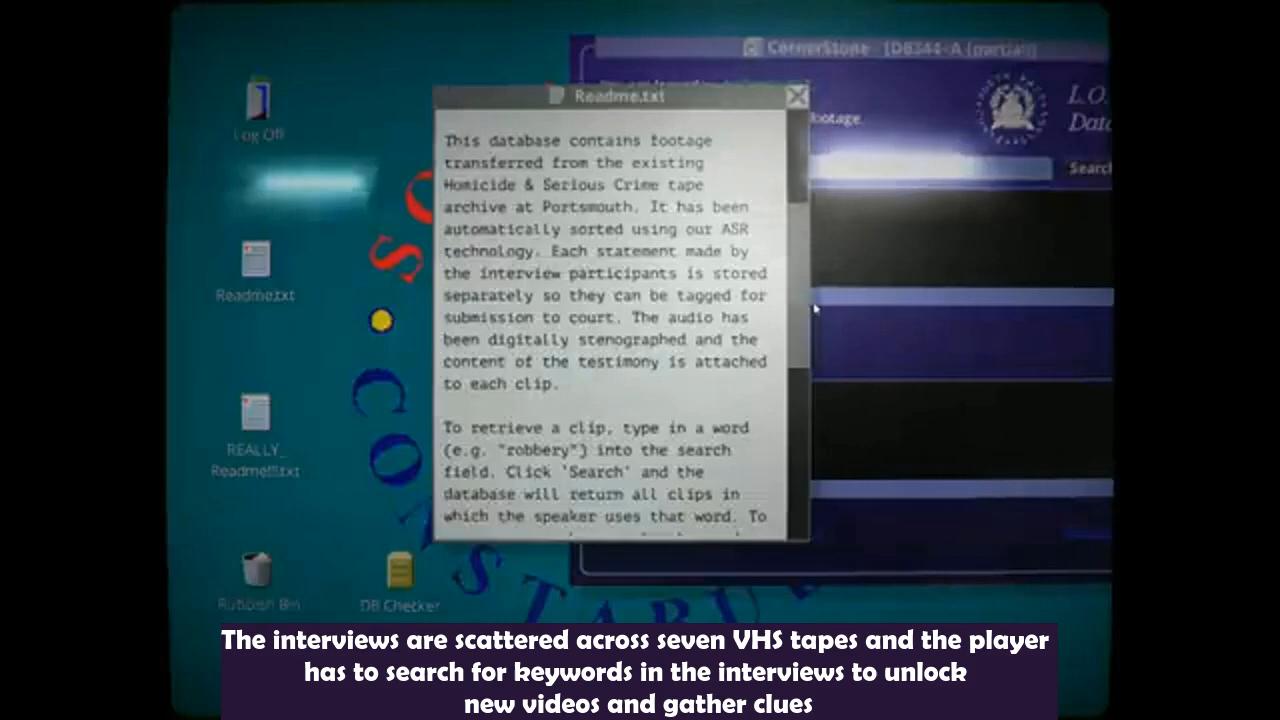 CornerStone - [DB344-A (partial)]
Readme.txt
This database contains footage
transferred from the existing
Homicide & Serious Crime tape
archive at Portsmouth. It has been
automatically sorted using our ASR
technology. Each statement made by
the interview participants is stored
separately so they can be tagged for
submission to court. The audio has
been digitally stenographed and the
content of the testimony is attached
to each clip.
To retrieve a clip, type in a word
(e.g. "robbery") into the search
field. Click 'Search' and the
database will return all clips in
which the speaker uses that word. To
footage.
L.O.
Data
Search
Log Off
Readme.txt
REALLY_
Readme!!!.txt
Rubbish Bin
DB Checker
S
CONSTABU
The interviews are scattered across seven VHS tapes and the player
has to search for keywords in the interviews to unlock
new videos and gather clues